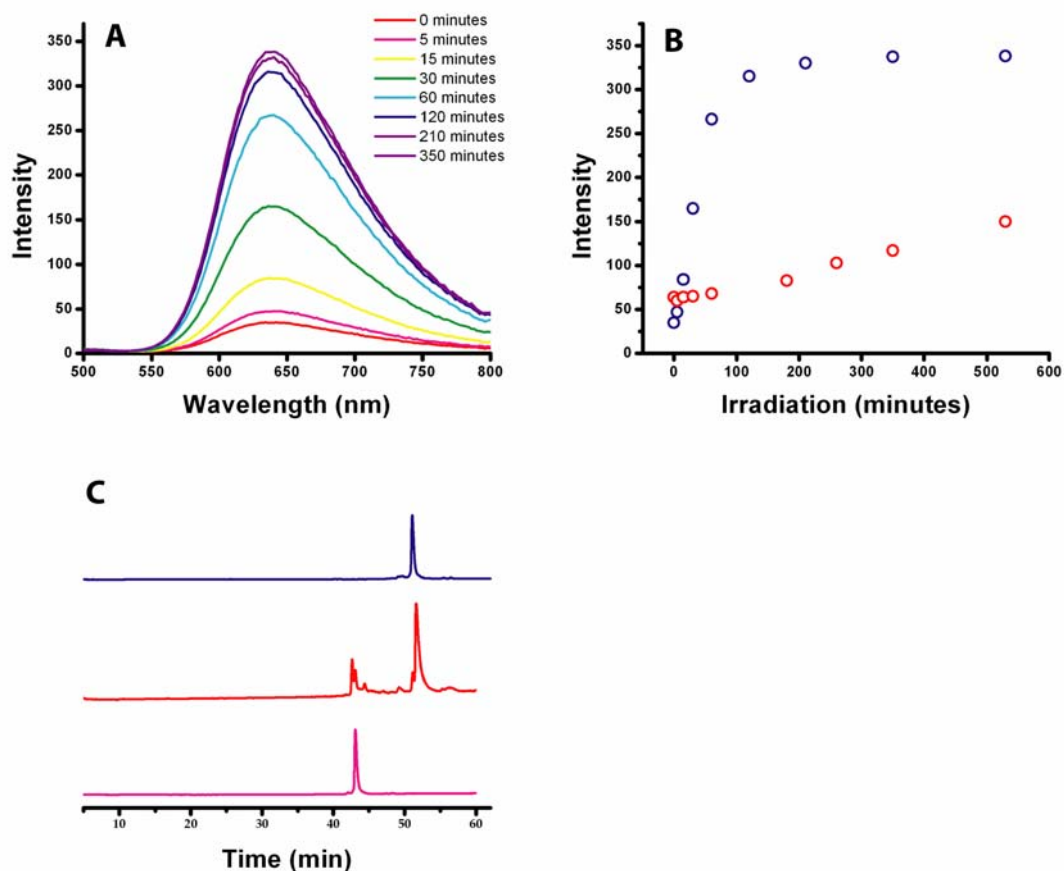 A
0 minutes
5 minutes
15 minutes
30 minutes
60 minutes
120 minutes
210 minutes
350 minutes
350
300
250
200
150
100
50
0
Intensity
500 550 600 650 700 750 800
Wavelength (nm)
B
350
300
250
200
350
100
50
0
Intensity
0 100 200 300 400 500 600
Irradiation (minutes)
C
10 20 30 40 50 60
Time (min)